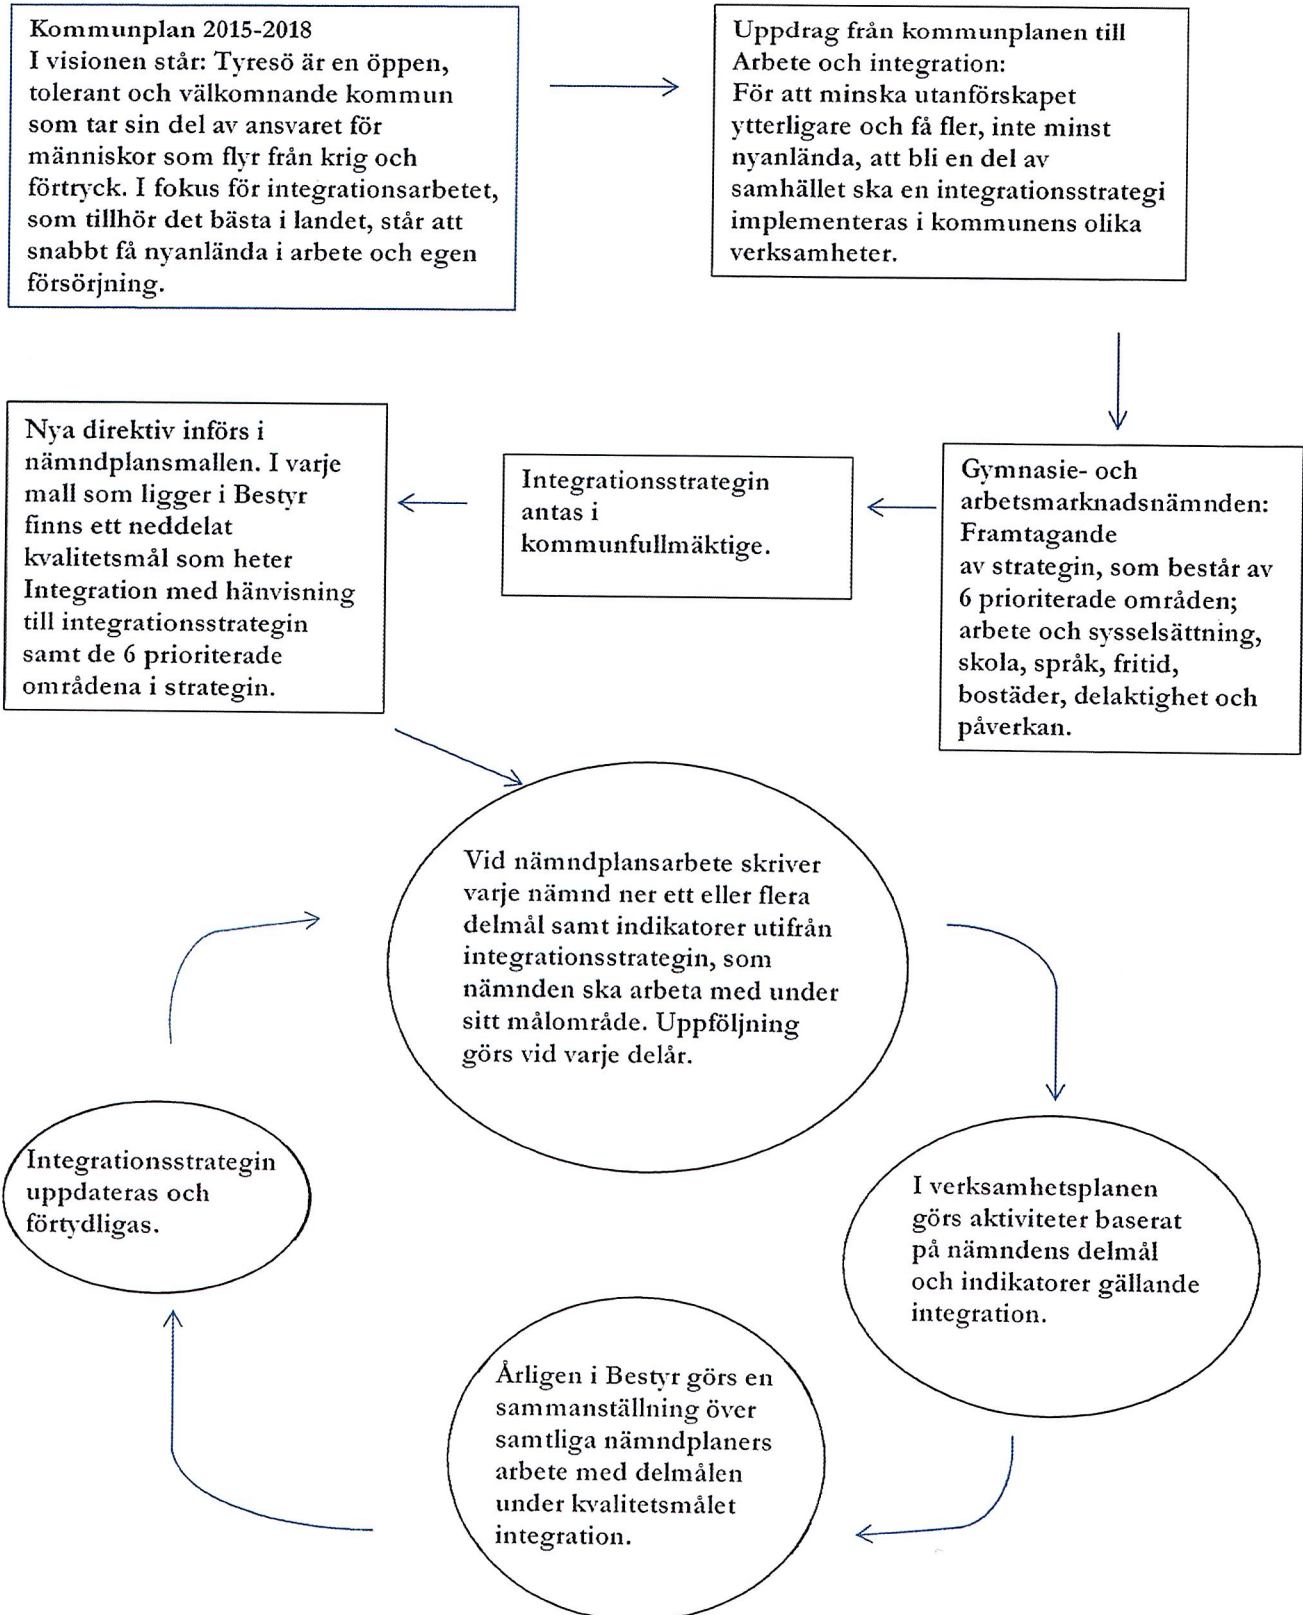 Kommunplan 2015-2018
I visionen står: Tyresö är en öppen,
tolerant och välkomnande kommun
som tar sin del av ansvaret för
människor som flyr från krig och
förtryck. I fokus för integrationsarbetet,
som tillhör det bästa i landet, står att
snabbt få nyanlända i arbete och egen
försörjning.
Uppdrag från kommunplanen till
Arbete och integration:
För att minska utanförskapet
ytterligare och få fler, inte minst
nyanlända, att bli en del av
samhället ska en integrationsstrategi
implementeras i kommunens olika
verksamheter.
Gymnasie- och
arbetsmarknadsnämnden:
Framtagande
av strategin, som består av
6 prioriterade områden;
arbete och sysselsättning,
skola, språk, fritid,
bostäder, delaktighet och
påverkan.
Integrationsstrategin
antas i
kommunfullmäktige.
Nya direktiv införs i
nämndplansmallen. I varje
mall som ligger i Bestyr
finns ett neddelat
kvalitetsmål som heter
Integration med hänvisning
till integrationsstrategin
samt de 6 prioriterade
områdena i strategin.
Vid nämndplansarbete skriver
varje nämnd ner ett eller flera
delmål samt indikatorer utifrån
integrationsstrategin, som
nämnden ska arbeta med under
sitt målområde. Uppföljning
görs vid varje delår.
I verksamhetsplanen
görs aktiviteter baserat
på nämndens delmål
och indikatorer gällande
integration.
Årligen i Bestyr görs en
sammanställning över
samtliga nämndplaners
arbete med delmålen
under kvalitetsmålet
integration.
Integrationsstrategin
uppdateras och
förtydligas.